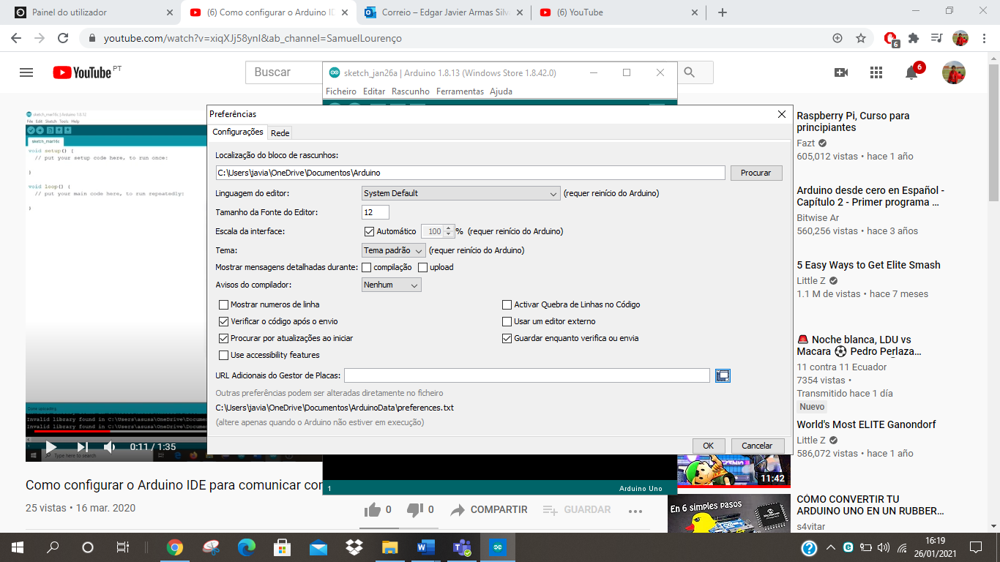 Painel do utilizador
(6) Como configurar o Arduino ID
Correio – Edgar Javier Armas Silv
(6) YouTube
youtube.com/watch?v=xiqXJj58ynI&ab_channel=SamuelLourenço
6
YouTube PT
Buscar
6
sketch_jan26a | Arduino 1.8.13 (Windows Store 1.8.42.0)
Ficheiro Editar Rascunho Ferramentas Ajuda
sketch_mar16c | Arduino 1.8.12
File Edit Sketch Tools Help
sketch_mar16c
void setup() {
// put your setup code here, to run once:
}
void loop() {
// put your main code here, to run repeatedly:
}
Done uploading
Invalid library found in C:\Users\asusa\OneDrive\Docume
Invalid library found in C:\Users\asusa\OneDrive\Docume
0:11 / 1:35
Type here to search
Preferências
Configurações Rede
Localização do bloco de rascunhos:
C:\Users\javia\OneDrive\Documentos\Arduino Procurar
Linguagem do editor: System Default (requer reinício do Arduino)
Tamanho da Fonte do Editor: 12
Escala da interface: Automático 100 % (requer reinício do Arduino)
Tema: Tema padrão (requer reinício do Arduino)
Mostrar mensagens detalhadas durante: compilação upload
Avisos do compilador: Nenhum
Mostrar numeros de linha Activar Quebra de Linhas no Código
Verificar o código após o envio Usar um editor externo
Procurar por atualizações ao iniciar Guardar enquanto verifica ou envia
Use accessibility features
URL Adicionais do Gestor de Placas:
Outras preferências podem ser alteradas diretamente no ficheiro
C:\Users\javia\OneDrive\Documentos\ArduinoData\preferences.txt
(altere apenas quando o Arduino não estiver em execução)
OK Cancelar
1 Arduino Uno
Como configurar o Arduino IDE para comunicar com
25 vistas • 16 mar. 2020
0 0 COMPARTIR GUARDAR
Raspberry Pi, Curso para
principiantes
Fazt
605,012 vistas • hace 1 año
Arduino desde cero en Español -
Capítulo 2 - Primer programa ...
Bitwise Ar
560,256 vistas • hace 3 años
5 Easy Ways to Get Elite Smash
Little Z
1.1 M de vistas • hace 7 meses
Noche blanca, LDU vs
Macara ⚽ Pedro Perlaza...
11 contra 11 Ecuador
7354 vistas •
Transmitido hace 1 día
Nuevo
World's Most ELITE Ganondorf
Little Z
586,072 vistas • hace 1 año
11:42
En 6 simples pasos
CÓMO CONVERTIR TU
ARDUINO UNO EN UN RUBBER...
s4vitar
16:19
26/01/2021